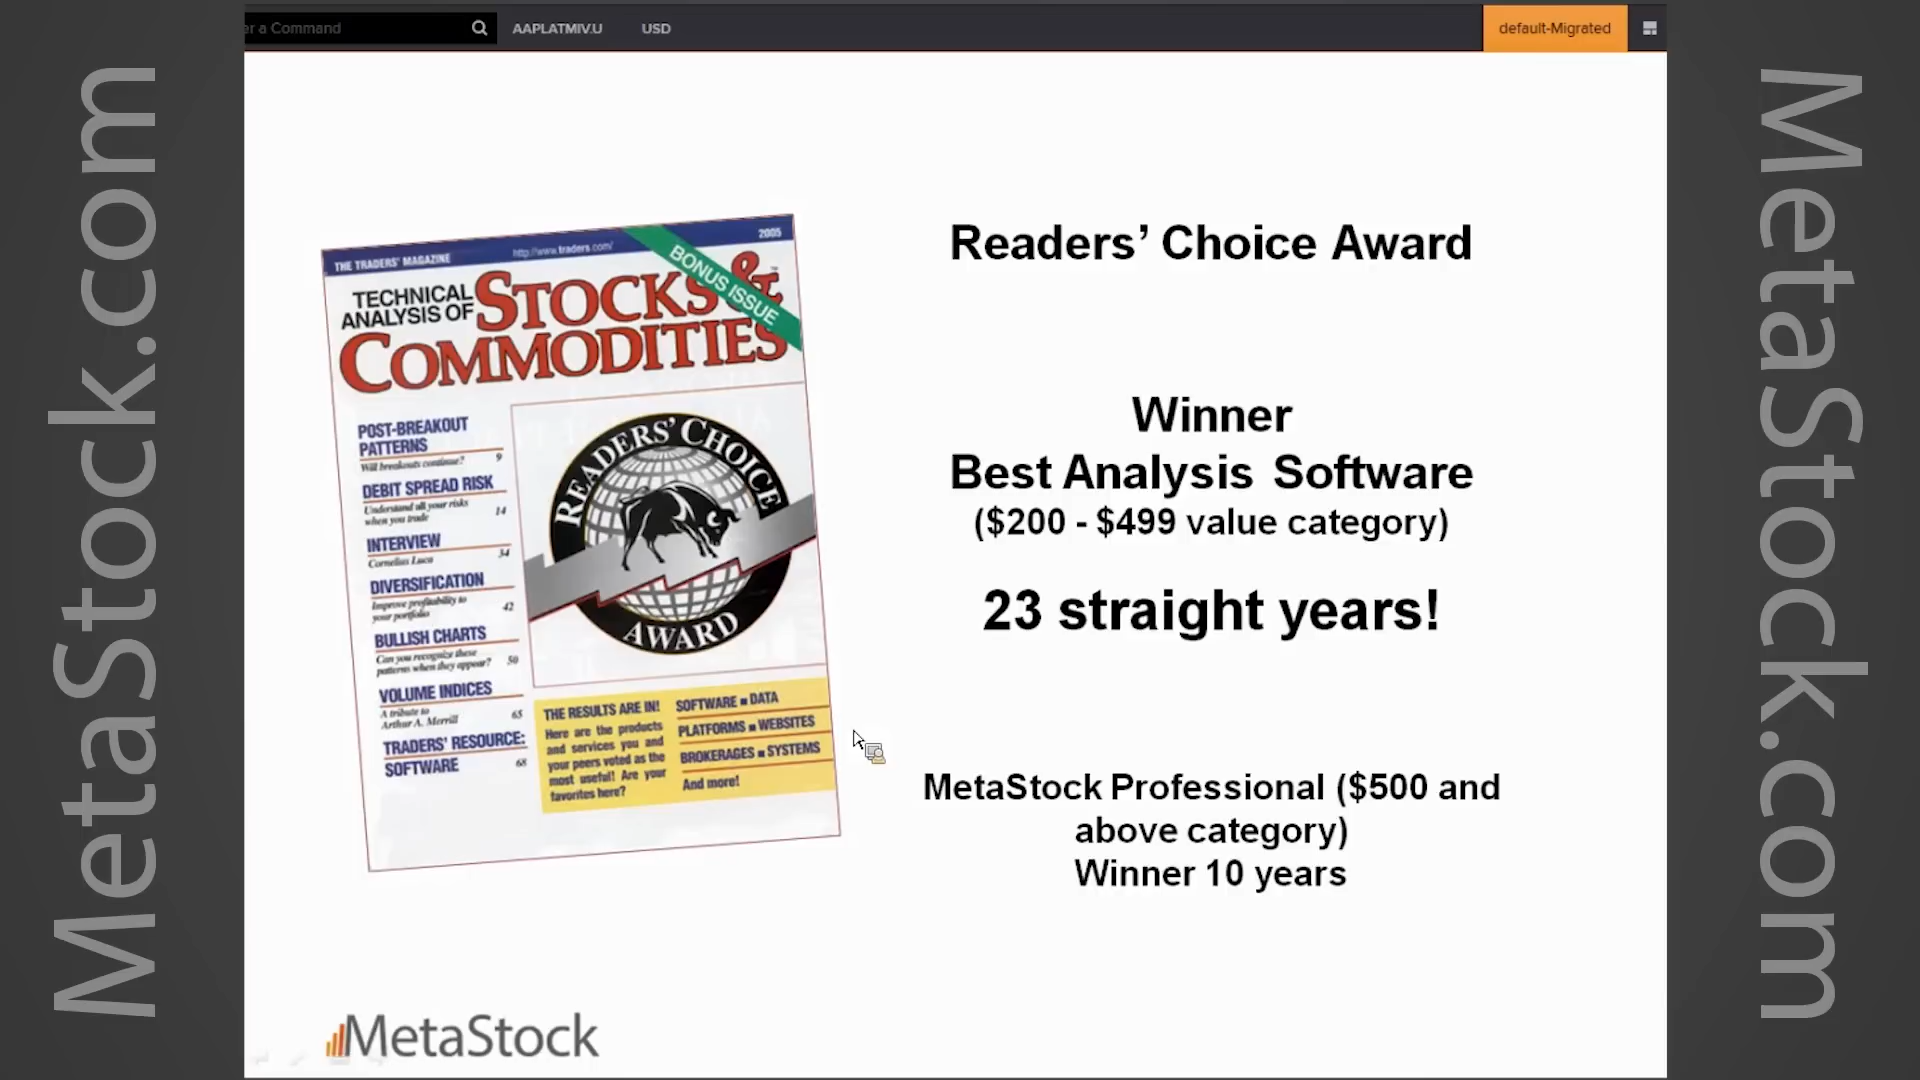 er a Command
AAPLATMIV.U
USD
default-Migrated
MetaStock.com
THE TRADERS' MAGAZINE
http://www.traders.com/
2005
BONUS ISSUE
TECHNICAL
ANALYSIS OF
STOCKS &
COMMODITIES
POST-BREAKOUT
PATTERNS
Will breakouts continue? 9
DEBIT SPREAD RISK
Understand all your risks
when you trade 14
INTERVIEW
Cornelius Luca 34
DIVERSIFICATION
Improve profitability to
your portfolio 42
BULLISH CHARTS
Can you recognize these
patterns when they appear? 50
VOLUME INDICES
A tribute to
Arthur A. Merrill 65
TRADERS' RESOURCE:
SOFTWARE 68
READERS' CHOICE
AWARD
THE RESULTS ARE IN!
Here are the products
and services you and
your peers voted as the
most useful! Are your
favorites here?
SOFTWARE ■ DATA
PLATFORMS ■ WEBSITES
BROKERAGES ■ SYSTEMS
And more!
Readers’ Choice Award
Winner
Best Analysis Software
($200 - $499 value category)
23 straight years!
MetaStock Professional ($500 and
above category)
Winner 10 years
MetaStock
MetaStock.com